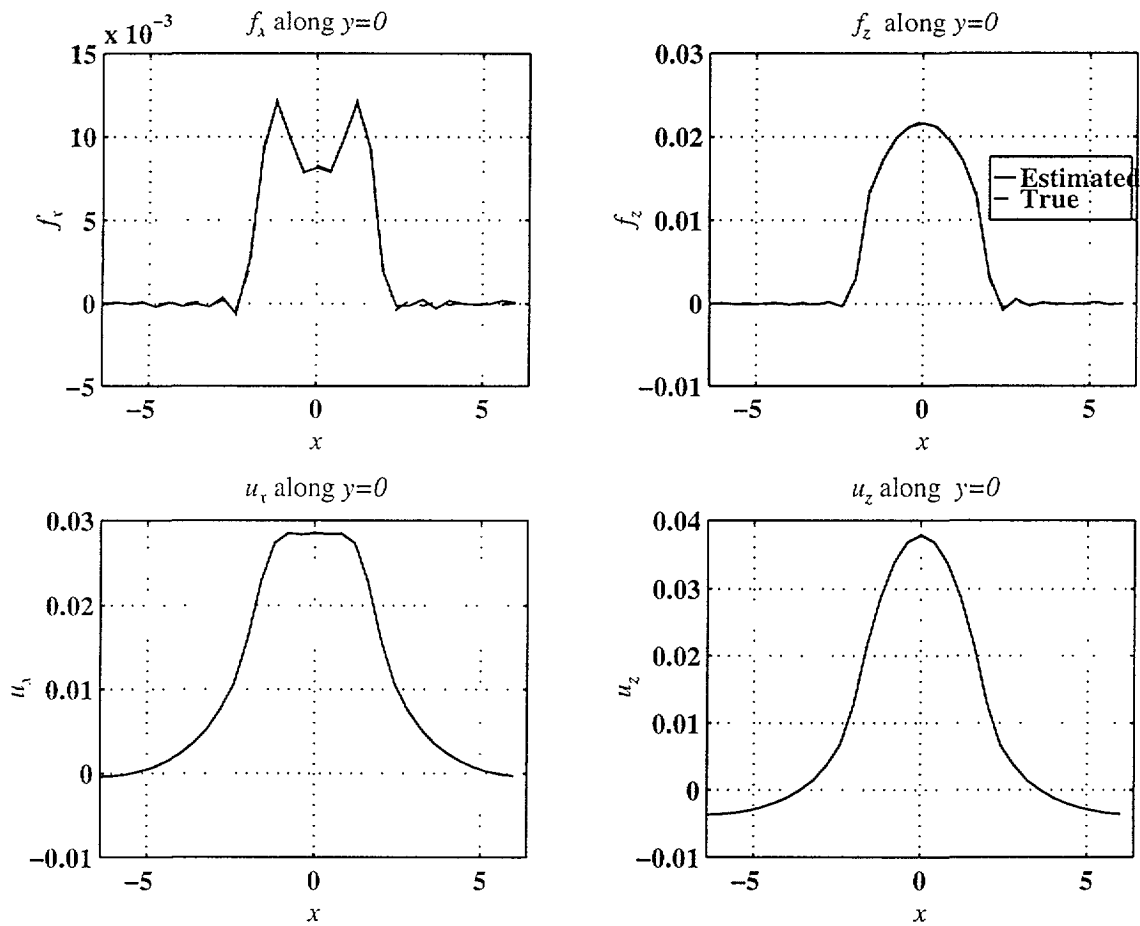 f_x along y=0
x 10^-3
15
10
5
0
−5
f_x
−5 0 5
x
f_z along y=0
0.03
0.02
0.01
0
−0.01
f_z
Estimated
True
−5 0 5
x
u_x along y=0
0.03
0.02
0.01
0
−0.01
u_x
−5 0 5
x
u_z along y=0
0.04
0.03
0.02
0.01
0
−0.01
u_z
−5 0 5
x